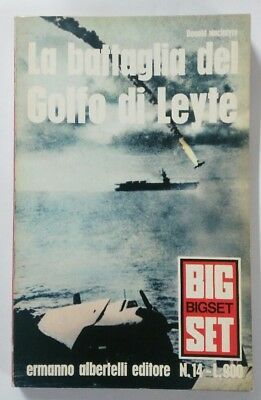 Donald Macintyre
La battaglia del
Golfo di Leyte
BIG
BIGSET
SET
ermanno albertelli editore N.14-L.800